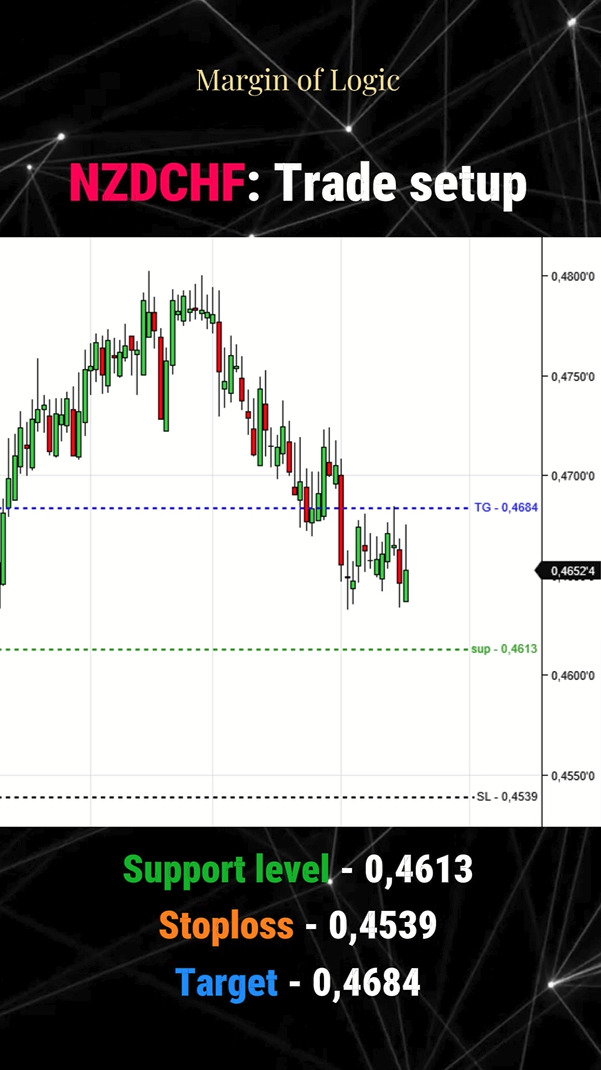 Margin of Logic
NZDCHF: Trade setup
0,4800'0
0,4750'0
0,4700'0
TG - 0,4684
0,4652'4
sup - 0,4613
0,4600'0
0,4550'0
SL - 0,4539
Support level - 0,4613
Stoploss - 0,4539
Target - 0,4684